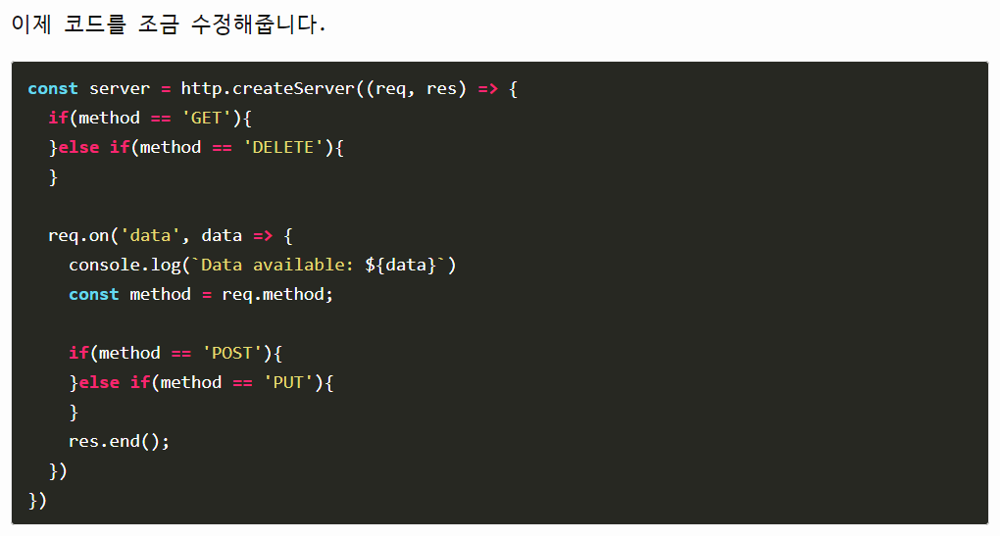 이제 코드를 조금 수정해줍니다.
const server = http.createServer((req, res) => {
  if(method == 'GET'){
  }else if(method == 'DELETE'){
  }

  req.on('data', data => {
    console.log(`Data available: ${data}`)
    const method = req.method;

    if(method == 'POST'){
    }else if(method == 'PUT'){
    }
    res.end();
  })
})